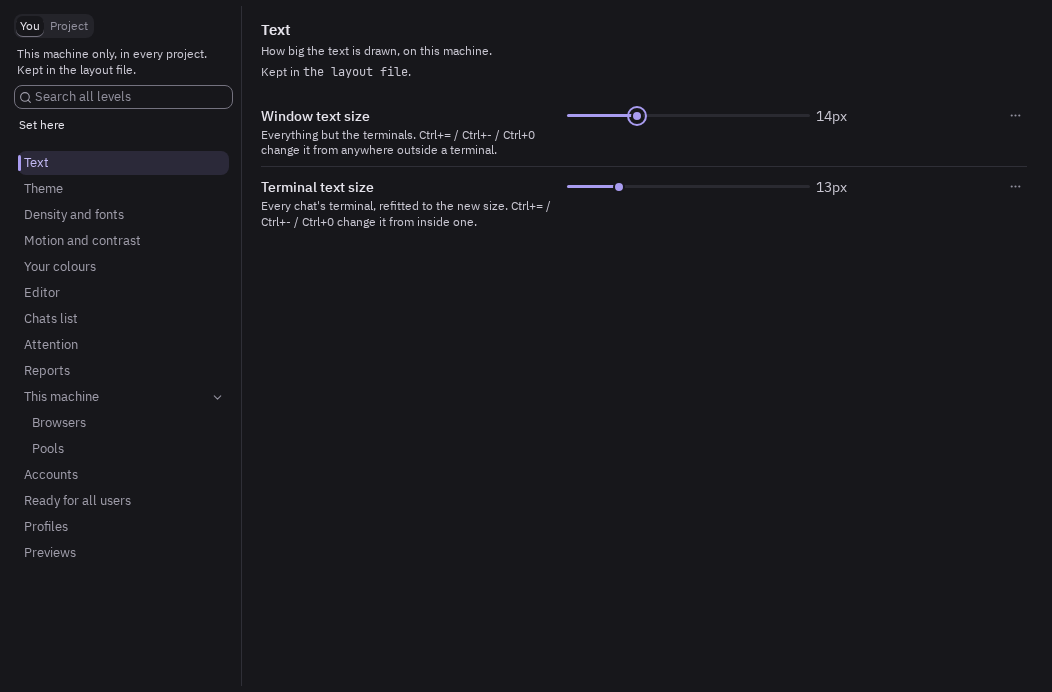 You Project
This machine only, in every project.
Kept in the layout file.
Search all levels
Set here
Text
Theme
Density and fonts
Motion and contrast
Your colours
Editor
Chats list
Attention
Reports
This machine
Browsers
Pools
Accounts
Ready for all users
Profiles
Previews
Text
How big the text is drawn, on this machine.
Kept in the layout file.
Window text size
14px
Everything but the terminals. Ctrl+= / Ctrl+- / Ctrl+0
change it from anywhere outside a terminal.
Terminal text size
13px
Every chat's terminal, refitted to the new size. Ctrl+= /
Ctrl+- / Ctrl+0 change it from inside one.